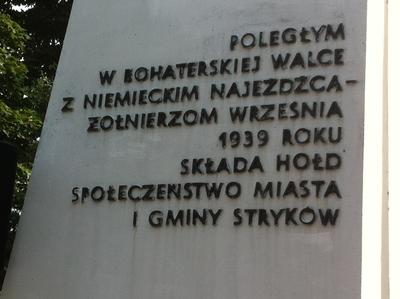 POLEGŁYM
W BOHATERSKIEJ WALCE
Z NIEMIECKIM NAJEŹDŹCĄ-
ŻOŁNIERZOM WRZEŚNIA
1939 ROKU
SKŁADA HOŁD
SPOŁECZEŃSTWO MIASTA
I GMINY STRYKÓW